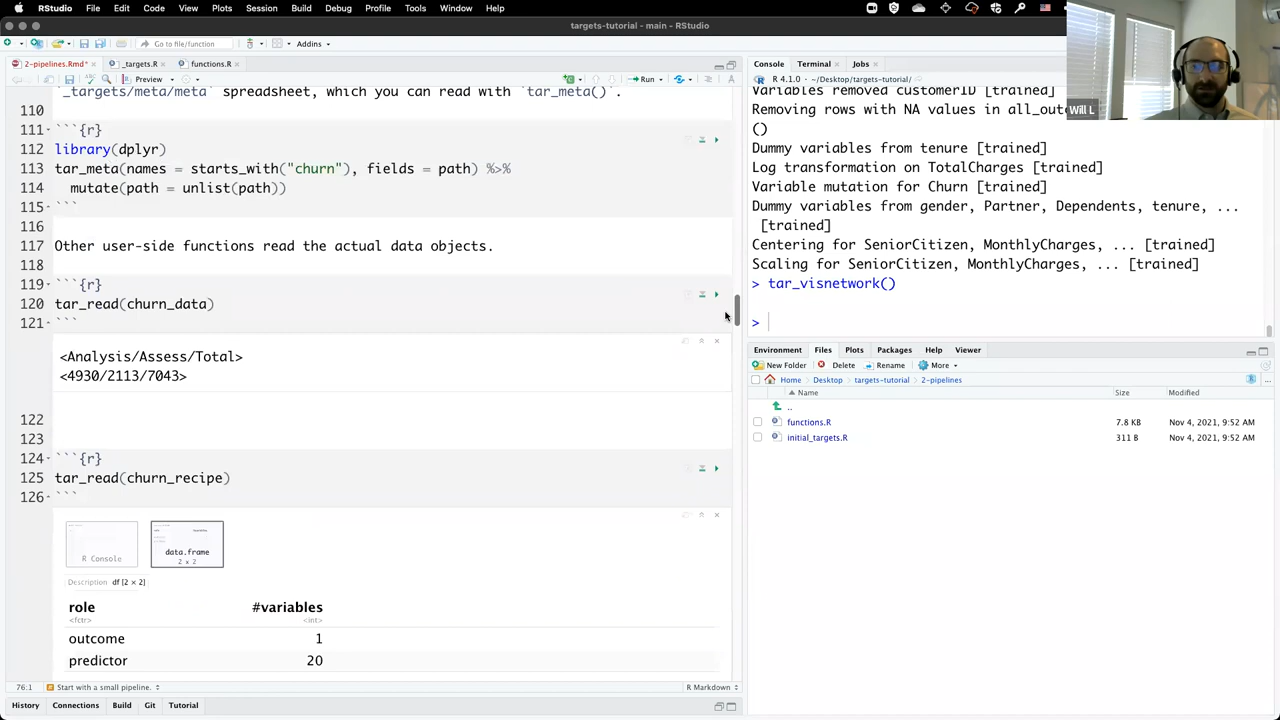 RStudio File Edit Code View Plots Session Build Debug Profile Tools Window Help
targets-tutorial - main - RStudio
Go to file/function Addins
2-pipelines.Rmd* _targets.R functions.R
Preview Run
`_targets/meta/meta` spreadsheet, which you can read with `tar_meta()`.
110
111 ```{r}
112 library(dplyr)
113 tar_meta(names = starts_with("churn"), fields = path) %>%
114 mutate(path = unlist(path))
115 ```
116
117 Other user-side functions read the actual data objects.
118
119 ```{r}
120 tar_read(churn_data)
121 ```
<Analysis/Assess/Total>
<4930/2113/7043>
122
123
124 ```{r}
125 tar_read(churn_recipe)
126 ```
R Console
data.frame
2 x 2
Description df [2 × 2]
role #variables
<fctr> <int>
outcome 1
predictor 20
76:1 Start with a small pipeline. R Markdown
History Connections Build Git Tutorial
Console Terminal Jobs
R 4.1.0 · ~/Desktop/targets-tutorial/
Variables removed customerID [trained]
Removing rows with NA values in all_out
()
Dummy variables from tenure [trained]
Log transformation on TotalCharges [trained]
Variable mutation for Churn [trained]
Dummy variables from gender, Partner, Dependents, tenure, ...
[trained]
Centering for SeniorCitizen, MonthlyCharges, ... [trained]
Scaling for SeniorCitizen, MonthlyCharges, ... [trained]
> tar_visnetwork()
>
Environment Files Plots Packages Help Viewer
New Folder Delete Rename More
Home Desktop targets-tutorial 2-pipelines
Name Size Modified
..
functions.R 7.8 KB Nov 4, 2021, 9:52 AM
initial_targets.R 311 B Nov 4, 2021, 9:52 AM
Will L